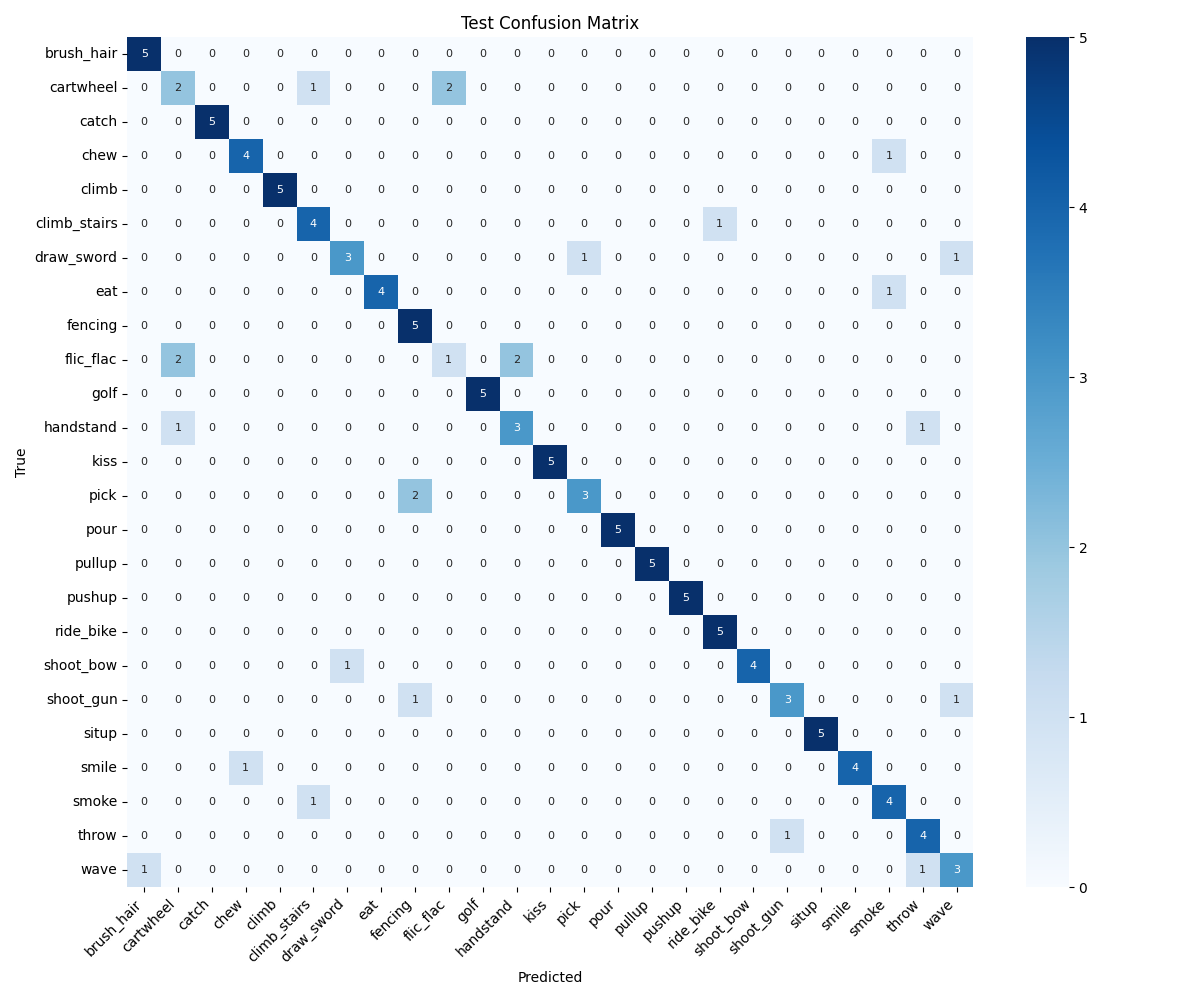 Test Confusion Matrix
brush_hair 5 0 0 0 0 0 0 0 0 0 0 0 0 0 0 0 0 0 0 0 0 0 0 0 0
cartwheel 0 2 0 0 0 1 0 0 0 2 0 0 0 0 0 0 0 0 0 0 0 0 0 0 0
catch 0 0 5 0 0 0 0 0 0 0 0 0 0 0 0 0 0 0 0 0 0 0 0 0 0
chew 0 0 0 4 0 0 0 0 0 0 0 0 0 0 0 0 0 0 0 0 0 0 1 0 0
climb 0 0 0 0 5 0 0 0 0 0 0 0 0 0 0 0 0 0 0 0 0 0 0 0 0
climb_stairs 0 0 0 0 0 4 0 0 0 0 0 0 0 0 0 0 0 1 0 0 0 0 0 0 0
draw_sword 0 0 0 0 0 0 3 0 0 0 0 0 0 1 0 0 0 0 0 0 0 0 0 0 1
eat 0 0 0 0 0 0 0 4 0 0 0 0 0 0 0 0 0 0 0 0 0 0 1 0 0
fencing 0 0 0 0 0 0 0 0 5 0 0 0 0 0 0 0 0 0 0 0 0 0 0 0 0
flic_flac 0 2 0 0 0 0 0 0 0 1 0 2 0 0 0 0 0 0 0 0 0 0 0 0 0
golf 0 0 0 0 0 0 0 0 0 0 5 0 0 0 0 0 0 0 0 0 0 0 0 0 0
handstand 0 1 0 0 0 0 0 0 0 0 0 3 0 0 0 0 0 0 0 0 0 0 0 1 0
kiss 0 0 0 0 0 0 0 0 0 0 0 0 5 0 0 0 0 0 0 0 0 0 0 0 0
pick 0 0 0 0 0 0 0 0 2 0 0 0 0 3 0 0 0 0 0 0 0 0 0 0 0
pour 0 0 0 0 0 0 0 0 0 0 0 0 0 0 5 0 0 0 0 0 0 0 0 0 0
pullup 0 0 0 0 0 0 0 0 0 0 0 0 0 0 0 5 0 0 0 0 0 0 0 0 0
pushup 0 0 0 0 0 0 0 0 0 0 0 0 0 0 0 0 5 0 0 0 0 0 0 0 0
ride_bike 0 0 0 0 0 0 0 0 0 0 0 0 0 0 0 0 0 5 0 0 0 0 0 0 0
shoot_bow 0 0 0 0 0 0 1 0 0 0 0 0 0 0 0 0 0 0 4 0 0 0 0 0 0
shoot_gun 0 0 0 0 0 0 0 0 1 0 0 0 0 0 0 0 0 0 0 3 0 0 0 0 1
situp 0 0 0 0 0 0 0 0 0 0 0 0 0 0 0 0 0 0 0 0 5 0 0 0 0
smile 0 0 0 1 0 0 0 0 0 0 0 0 0 0 0 0 0 0 0 0 0 4 0 0 0
smoke 0 0 0 0 0 1 0 0 0 0 0 0 0 0 0 0 0 0 0 0 0 0 4 0 0
throw 0 0 0 0 0 0 0 0 0 0 0 0 0 0 0 0 0 0 0 1 0 0 0 4 0
wave 1 0 0 0 0 0 0 0 0 0 0 0 0 0 0 0 0 0 0 0 0 0 0 1 3
brush_hair cartwheel catch chew climb climb_stairs draw_sword eat fencing flic_flac golf handstand kiss pick pour pullup pushup ride_bike shoot_bow shoot_gun situp smile smoke throw wave
Predicted
True
5
4
3
2
1
0